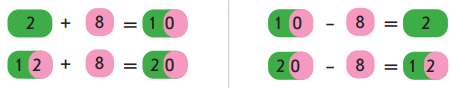 2 + 8 = 10
12 + 8 = 20
10 - 8 = 2
20 - 8 = 12